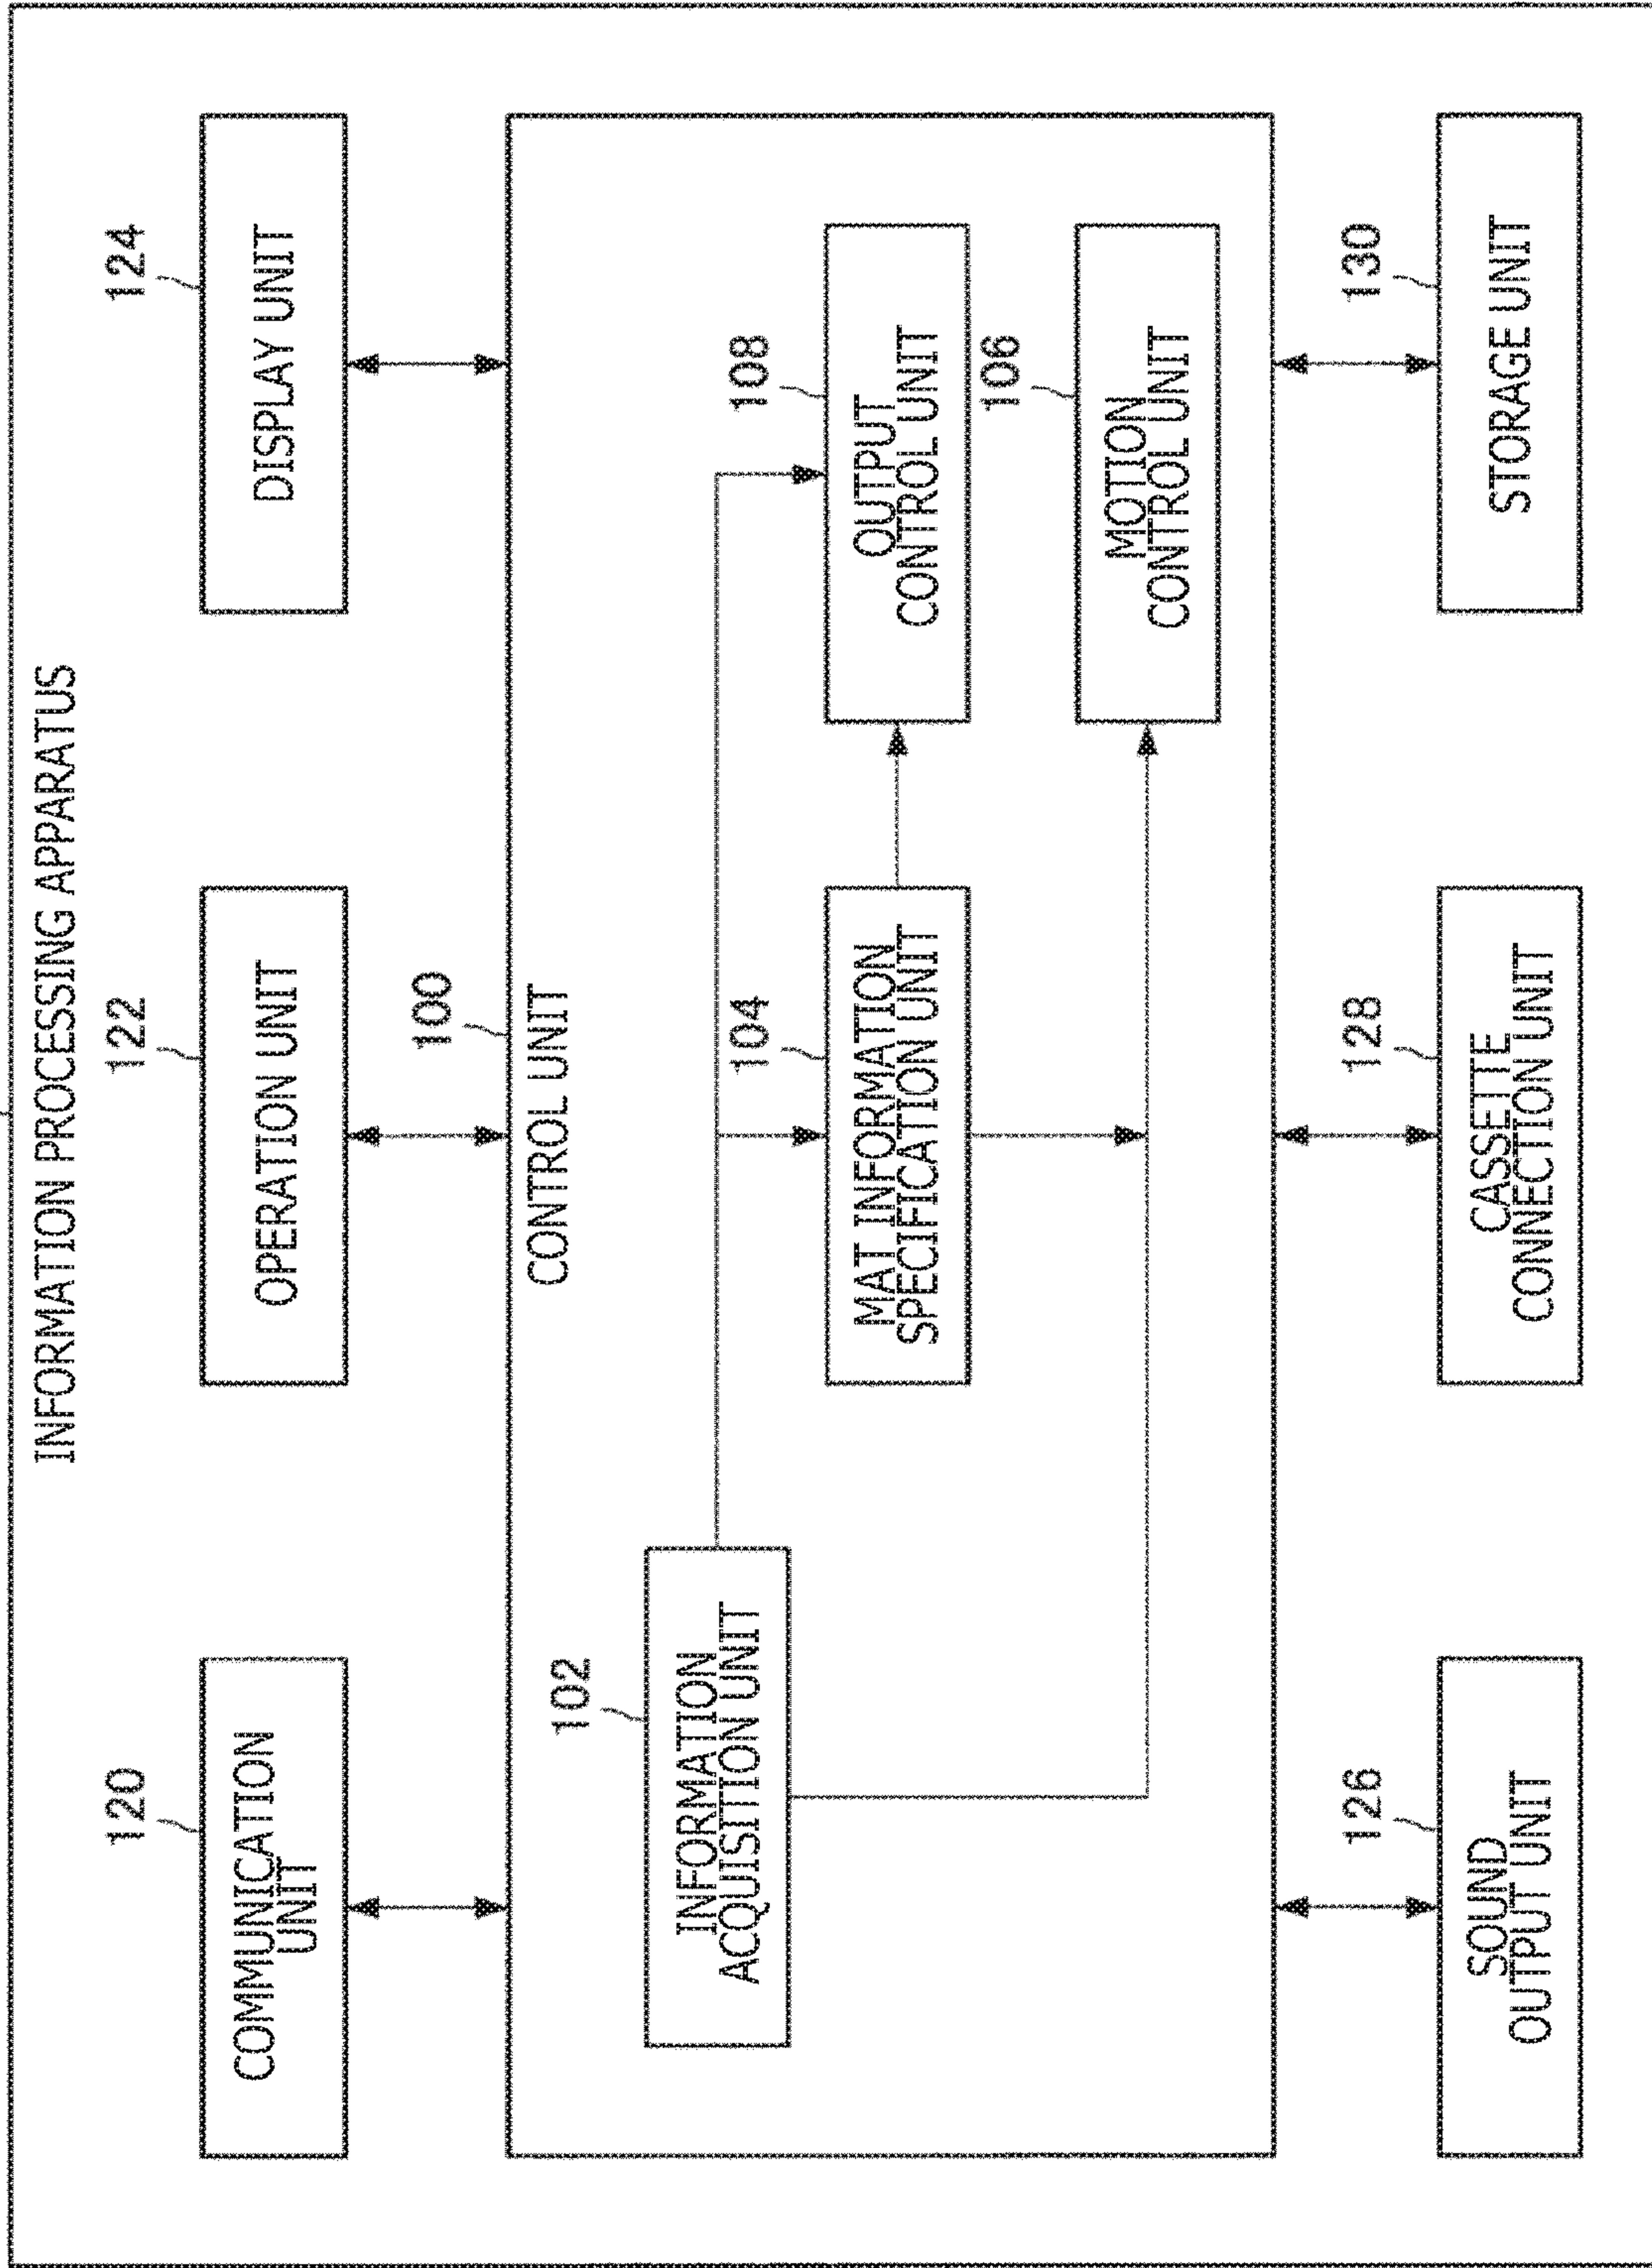 INFORMATION PROCESSING APPARATUS
120
COMMUNICATION
UNIT
122
OPERATION UNIT
124
DISPLAY UNIT
100
CONTROL UNIT
102
INFORMATION
ACQUISITION UNIT
104
MAT INFORMATION
SPECIFICATION UNIT
108
OUTPUT
CONTROL UNIT
106
MOTION
CONTROL UNIT
126
SOUND
OUTPUT UNIT
128
CASSETTE
CONNECTION UNIT
130
STORAGE UNIT